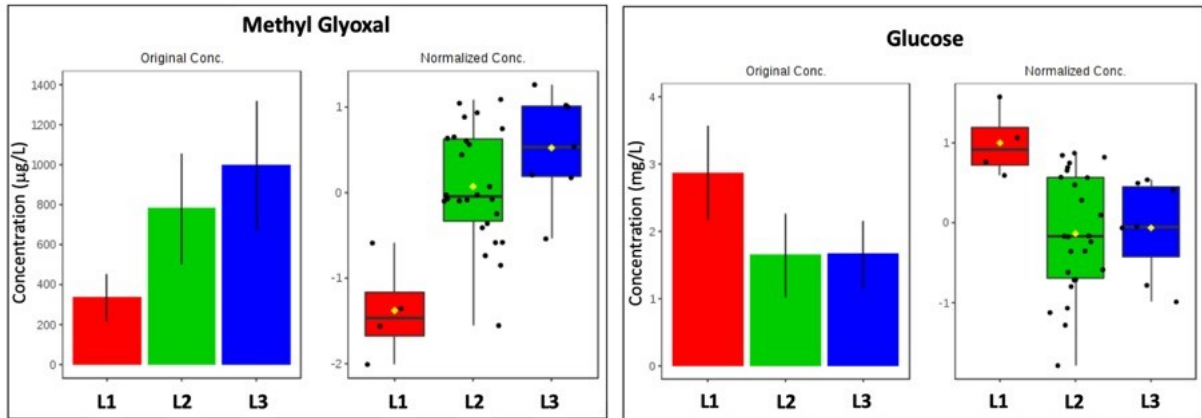 Methyl Glyoxal
Original Conc.
Normalized Conc.
Concentration (µg/L)
1400
1200
1000
800
600
400
200
0
1
0
-1
-2
L1 L2 L3
L1 L2 L3
Glucose
Original Conc.
Normalized Conc.
Concentration (mg/L)
4
3
2
1
0
1
0
-1
L1 L2 L3
L1 L2 L3